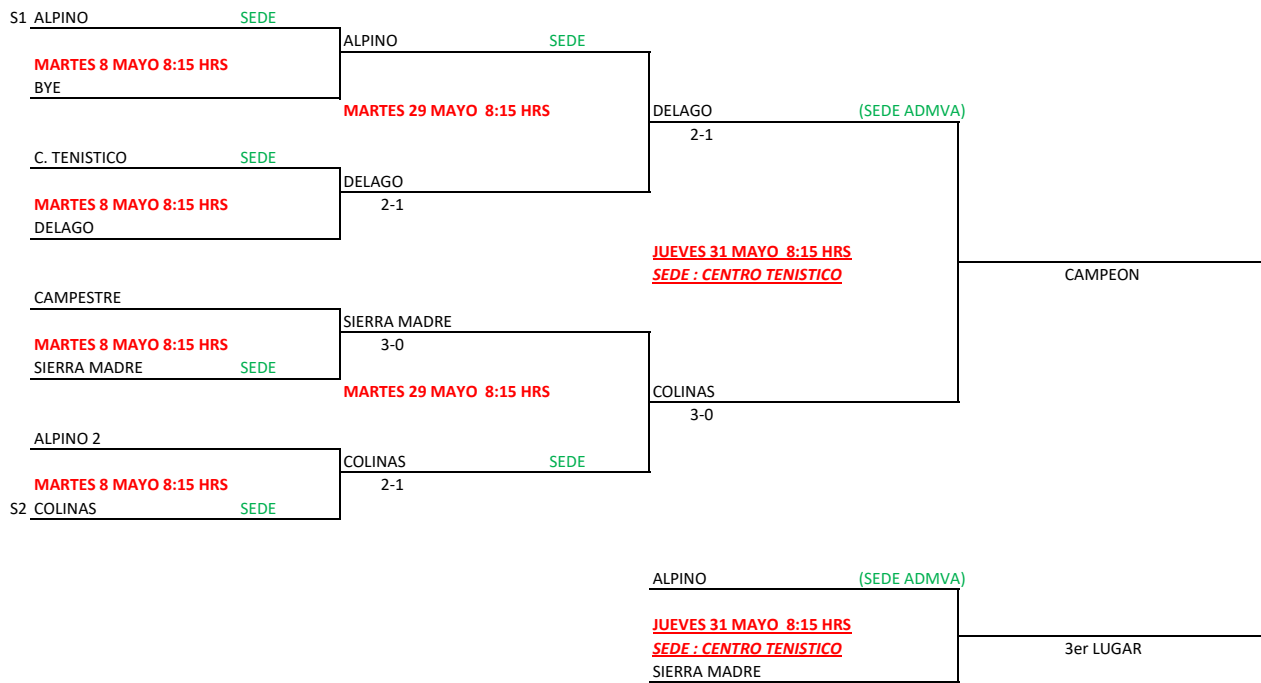 S1 ALPINO SEDE
ALPINO SEDE
MARTES 8 MAYO 8:15 HRS
BYE
MARTES 29 MAYO  8:15 HRS
DELAGO (SEDE ADMVA)
2-1
C. TENISTICO SEDE
DELAGO
MARTES 8 MAYO 8:15 HRS
2-1
DELAGO
JUEVES 31 MAYO  8:15 HRS
SEDE : CENTRO TENISTICO
CAMPEON
CAMPESTRE
SIERRA MADRE
MARTES 8 MAYO 8:15 HRS
3-0
SIERRA MADRE SEDE
MARTES 29 MAYO  8:15 HRS
COLINAS
3-0
ALPINO 2
COLINAS SEDE
MARTES 8 MAYO 8:15 HRS
2-1
S2 COLINAS SEDE
ALPINO (SEDE ADMVA)
JUEVES 31 MAYO  8:15 HRS
SEDE : CENTRO TENISTICO
3er LUGAR
SIERRA MADRE